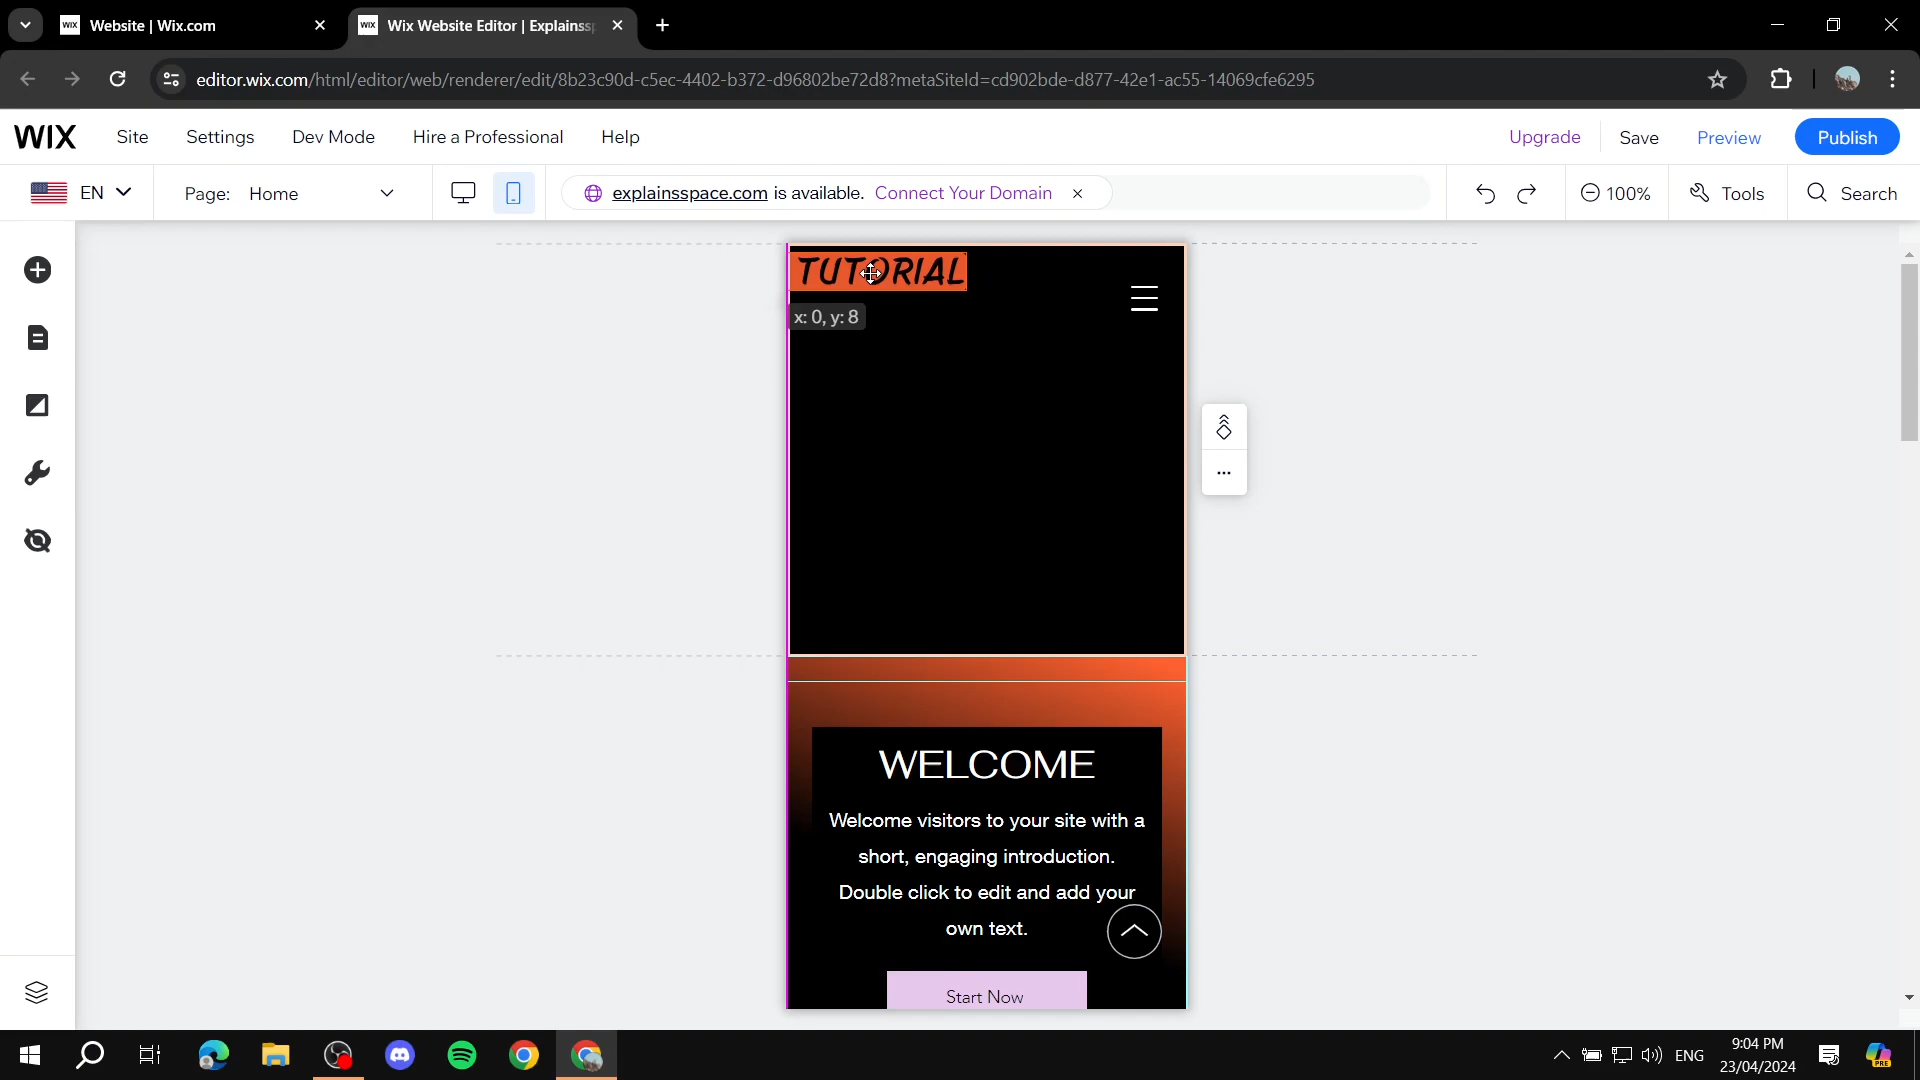 WIX Website | Wix.com
WIX Wix Website Editor | Explainss
editor.wix.com/html/editor/web/renderer/edit/8b23c90d-c5ec-4402-b372-d96802be72d8?metaSiteId=cd902bde-d877-42e1-ac55-14069cfe6295
WIX Site Settings Dev Mode Hire a Professional Help Upgrade Save Preview Publish
EN Page: Home explainsspace.com is available. Connect Your Domain 100% Tools Search
TUTORIAL
x: 0, y: 8
WELCOME
Welcome visitors to your site with a
short, engaging introduction.
Double click to edit and add your
own text.
Start Now
ENG
9:04 PM
23/04/2024
PRE